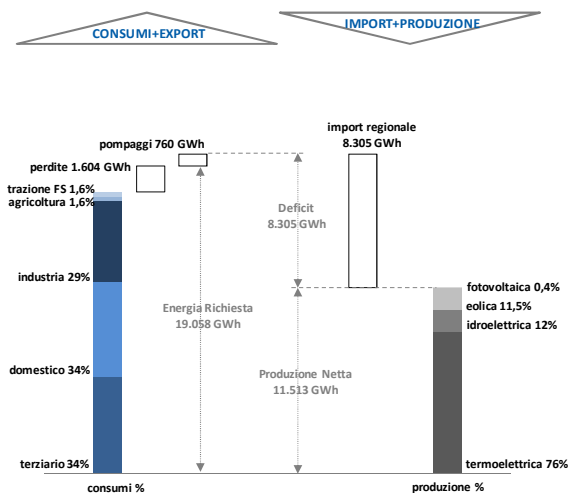 CONSUMI+EXPORT
IMPORT+PRODUZIONE
pompaggi 760 GWh
perdite 1.604 GWh
trazione FS 1,6%
agricoltura 1,6%
industria 29%
domestico 34%
terziario 34%
consumi %
Energia Richiesta
19.058 GWh
Deficit
8.305 GWh
Produzione Netta
11.513 GWh
import regionale
8.305 GWh
fotovoltaica 0,4%
eolica 11,5%
idroelettrica 12%
termoelettrica 76%
produzione %